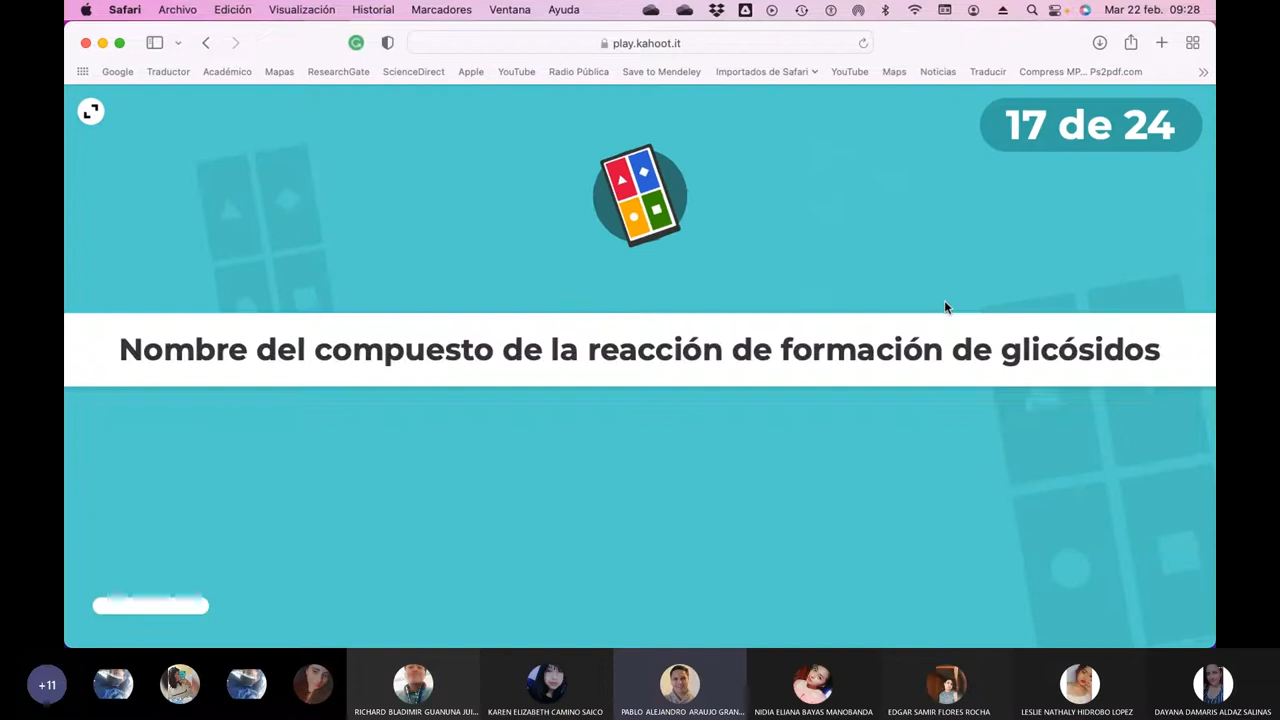 Safari Archivo Edición Visualización Historial Marcadores Ventana Ayuda Mar 22 feb. 09:28
play.kahoot.it
Google Traductor Académico Mapas ResearchGate ScienceDirect Apple YouTube Radio Pública Save to Mendeley Importados de Safari YouTube Maps Noticias Traducir Compress MP... Ps2pdf.com
17 de 24
Nombre del compuesto de la reacción de formación de glicósidos
+11
RICHARD BLADIMIR GUANUNA JUI... KAREN ELIZABETH CAMINO SAICO PABLO ALEJANDRO ARAUJO GRAN... NIDIA ELIANA BAYAS MANOBANDA EDGAR SAMIR FLORES ROCHA LESLIE NATHALY HIDROBO LOPEZ DAYANA DAMARIS ALDAZ SALINAS